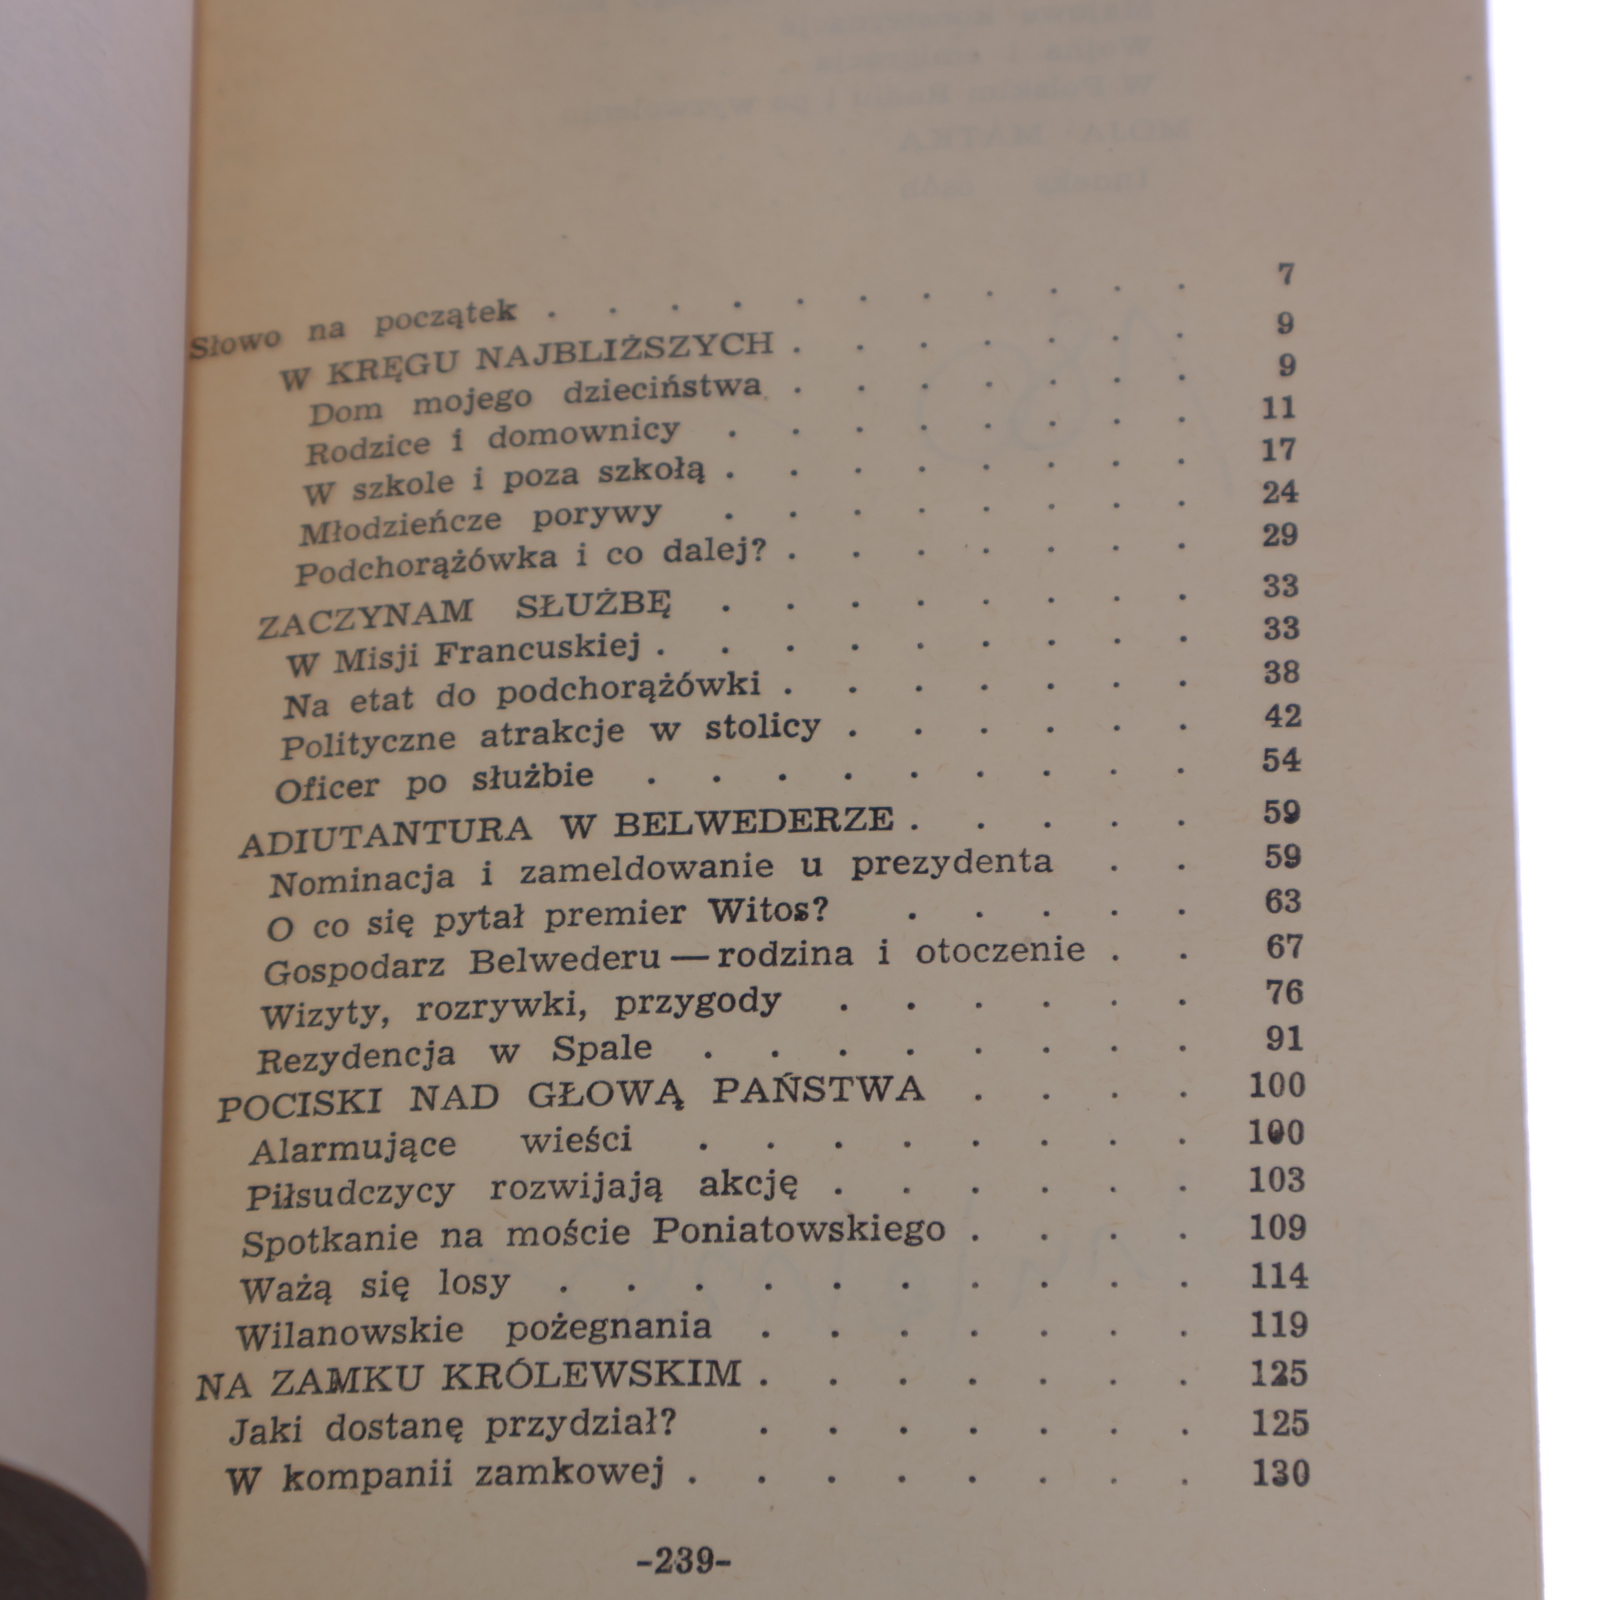 Słowo na początek . . . . . . . . . . . 7
W KRĘGU NAJBLIŻSZYCH . . . . . . . 9
Dom mojego dzieciństwa . . . . . . . 9
Rodzice i domownicy . . . . . . . . 11
W szkole i poza szkołą . . . . . . . . 17
Młodzieńcze porywy . . . . . . . . 24
Podchorążówka i co dalej? . . . . . . . 29
ZACZYNAM SŁUŻBĘ . . . . . . . . 33
W Misji Francuskiej . . . . . . . . . 33
Na etat do podchorążówki . . . . . . . 38
Polityczne atrakcje w stolicy . . . . . . 42
Oficer po służbie . . . . . . . . . 54
ADIUTANTURA W BELWEDERZE . . . . . 59
Nominacja i zameldowanie u prezydenta . . 59
O co się pytał premier Witos? . . . . . 63
Gospodarz Belwederu — rodzina i otoczenie . . 67
Wizyty, rozrywki, przygody . . . . . . 76
Rezydencja w Spale . . . . . . . . 91
POCISKI NAD GŁOWĄ PAŃSTWA . . . . 100
Alarmujące wieści . . . . . . . . 100
Piłsudczycy rozwijają akcję . . . . . . 103
Spotkanie na moście Poniatowskiego . . . . 109
Ważą się losy . . . . . . . . . . 114
Wilanowskie pożegnania . . . . . . . 119
NA ZAMKU KRÓLEWSKIM . . . . . . . 125
Jaki dostanę przydział? . . . . . . . 125
W kompanii zamkowej . . . . . . . . 130
-239-